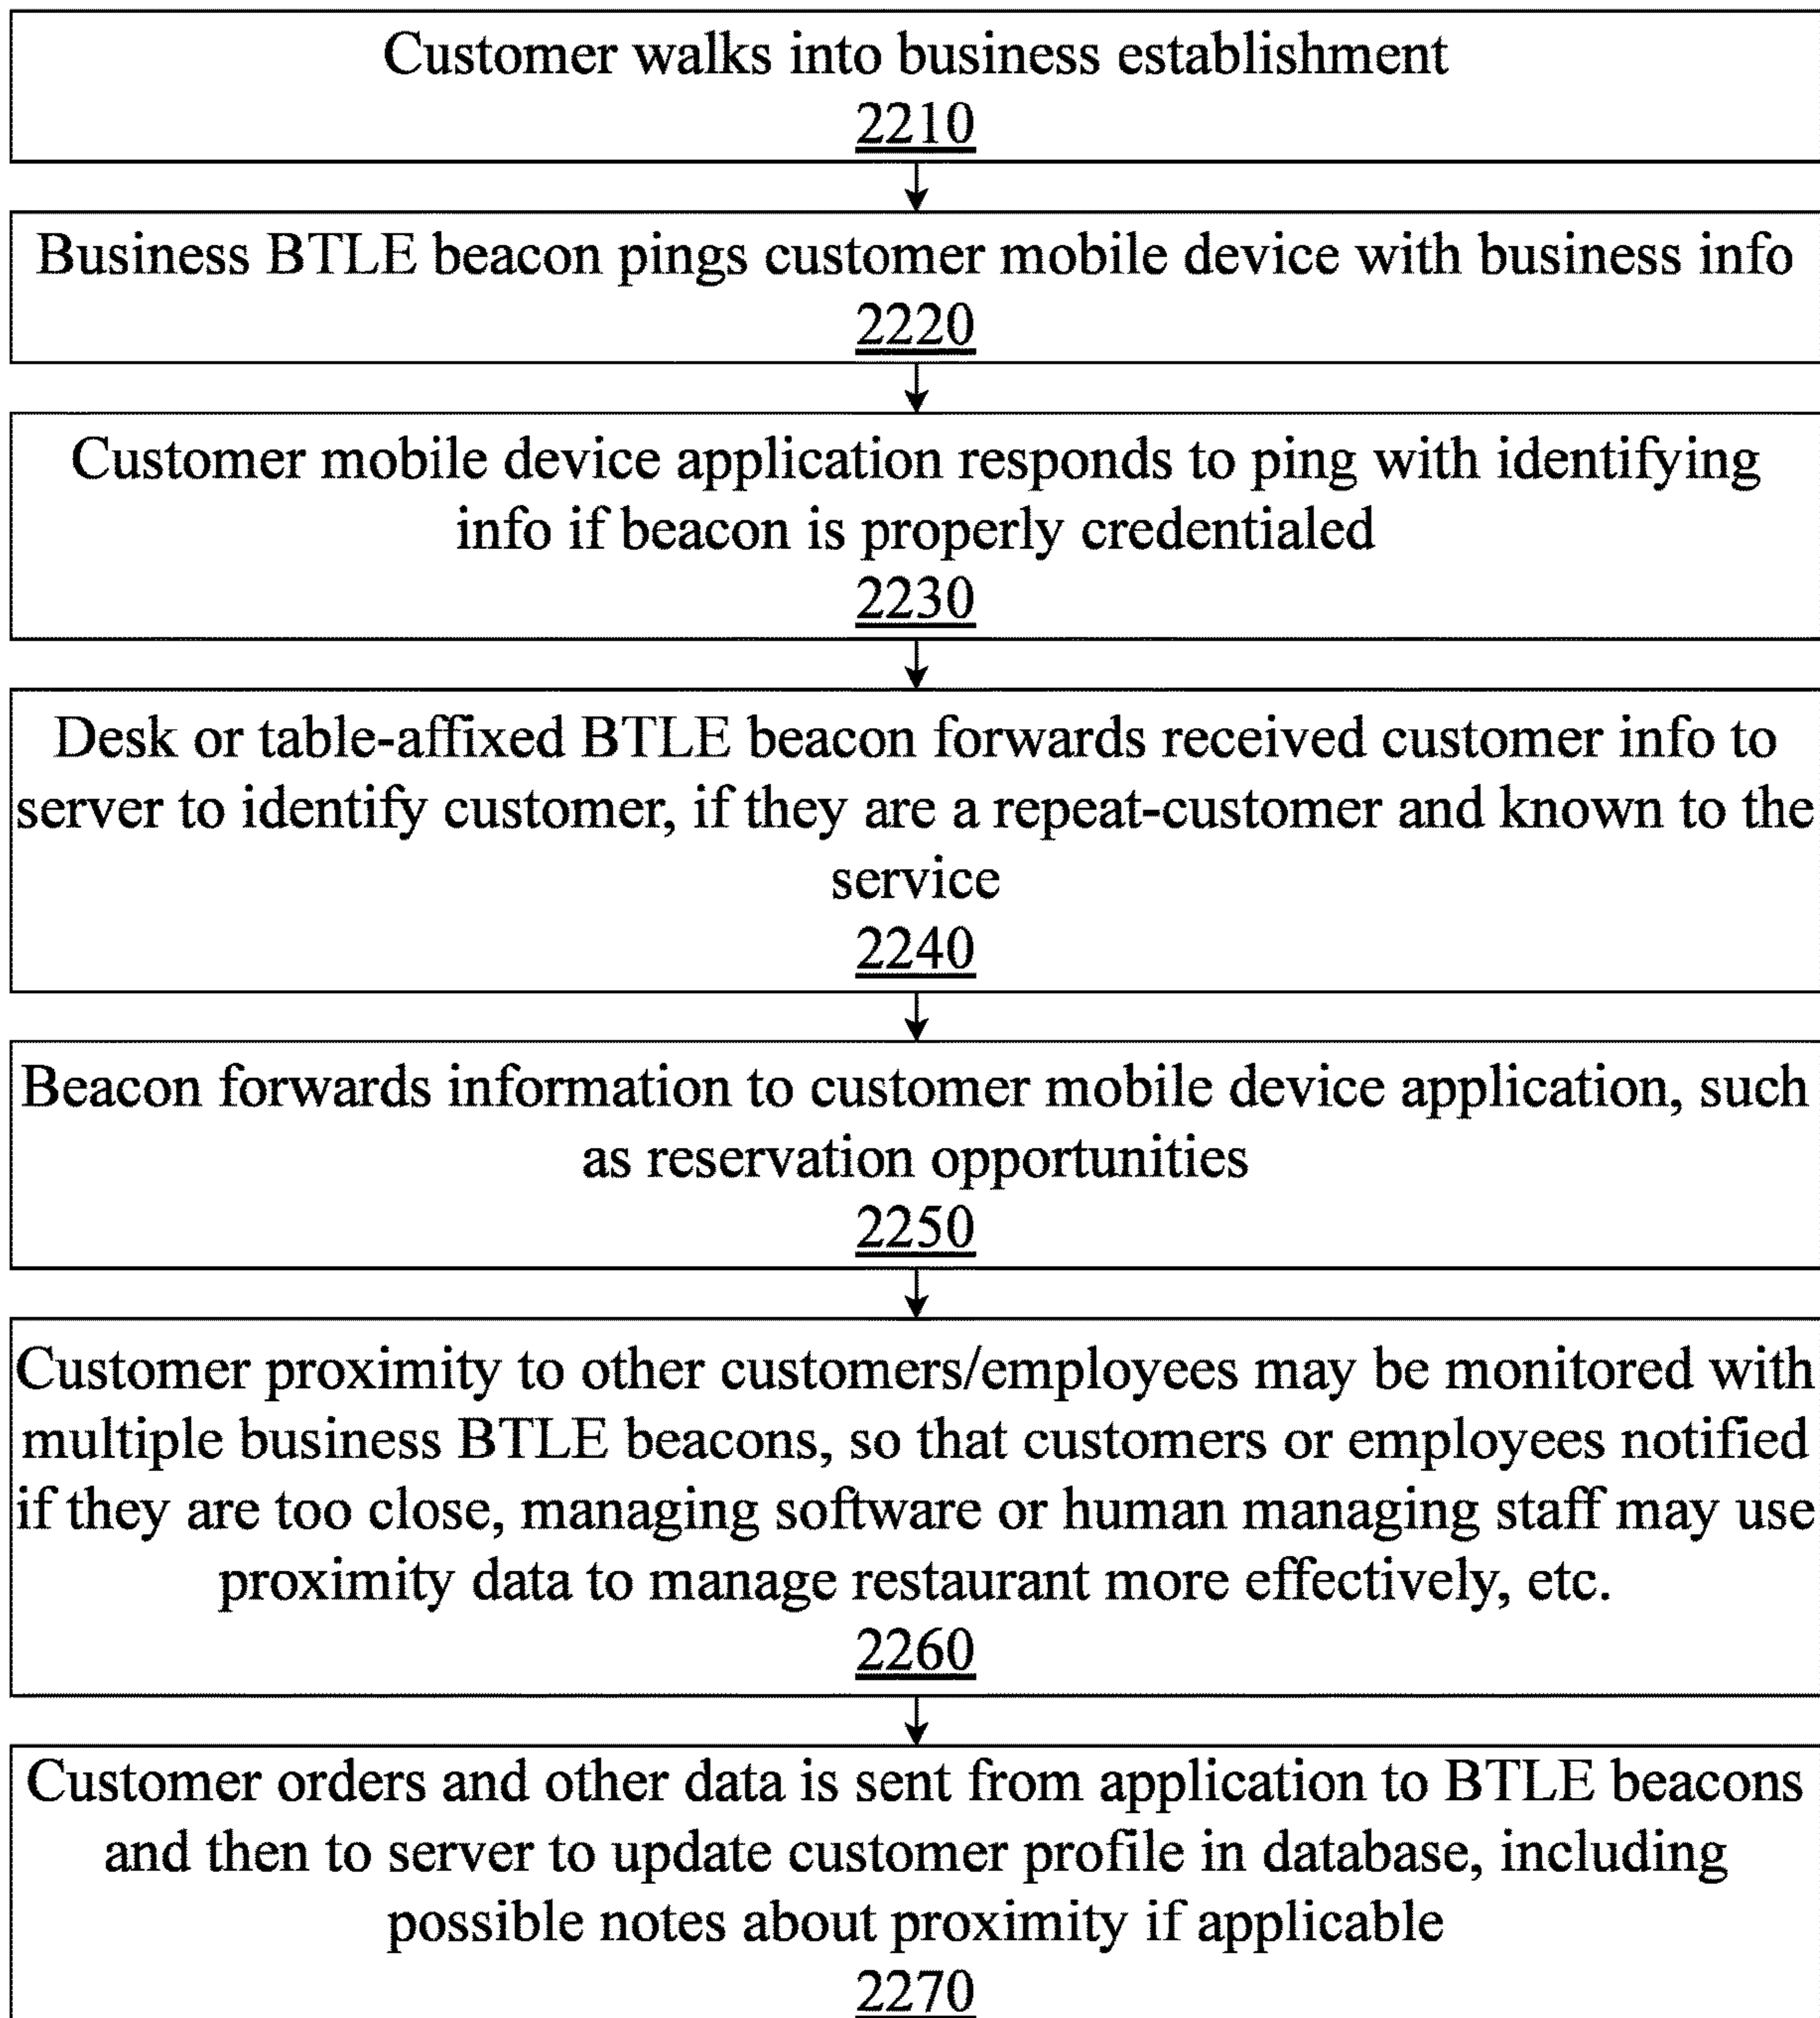 Customer walks into business establishment
2210
Business BTLE beacon pings customer mobile device with business info
2220
Customer mobile device application responds to ping with identifying
info if beacon is properly credentialed
2230
Desk or table-affixed BTLE beacon forwards received customer info to
server to identify customer, if they are a repeat-customer and known to the
service
2240
Beacon forwards information to customer mobile device application, such
as reservation opportunities
2250
Customer proximity to other customers/employees may be monitored with
multiple business BTLE beacons, so that customers or employees notified
if they are too close, managing software or human managing staff may use
proximity data to manage restaurant more effectively, etc.
2260
Customer orders and other data is sent from application to BTLE beacons
and then to server to update customer profile in database, including
possible notes about proximity if applicable
2270